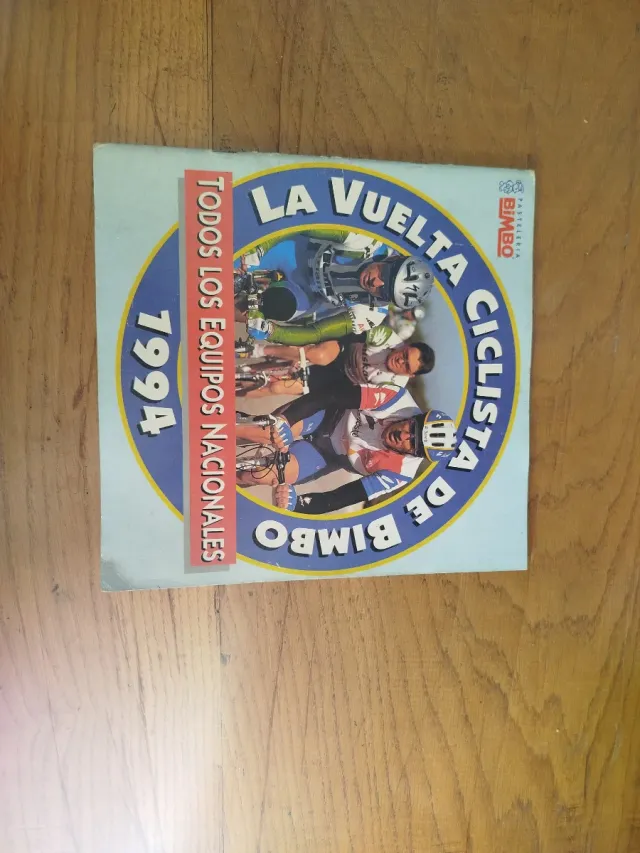 PASTELERIA
BIMBO
LA VUELTA CICLISTA DE BIMBO
TODOS LOS EQUIPOS NACIONALES
1994